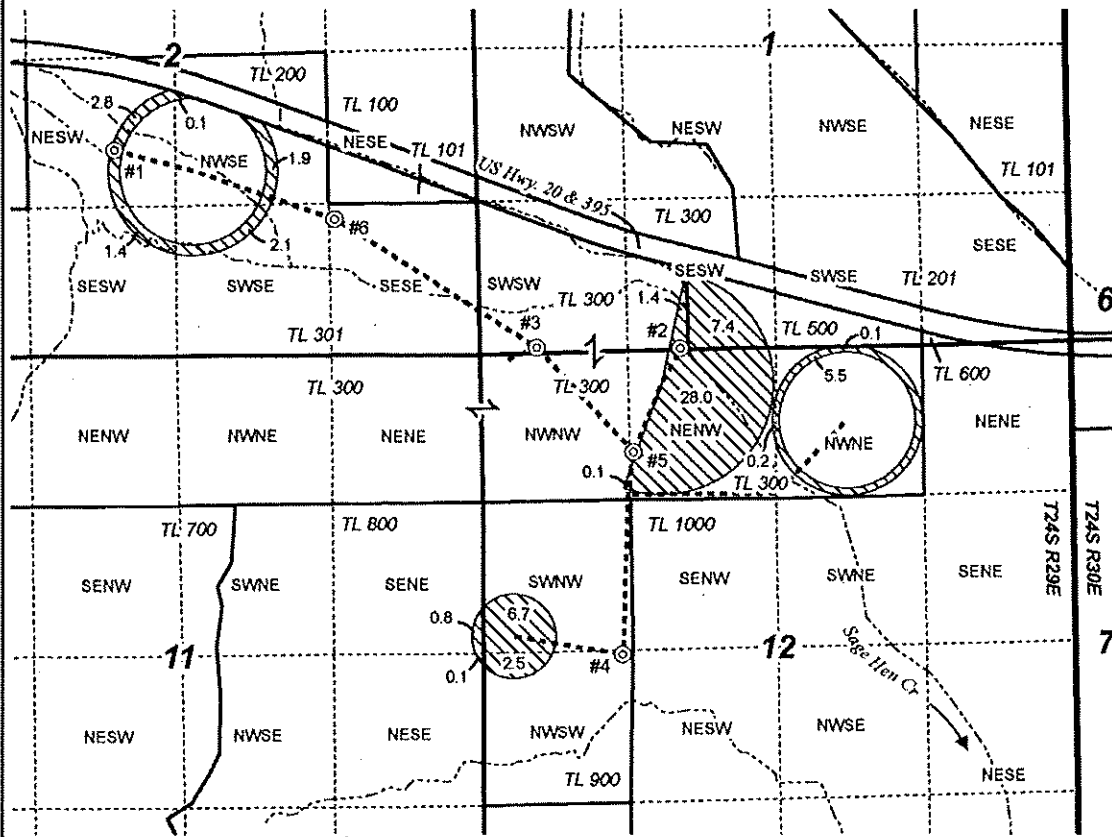 2
1
TL 200
TL 100
2.8
0.1
NESW
NWSE
NESE
TL 101
NWSW
NESW
NWSE
NESE
TL 101
#1
1.9
US Hwy. 20 & 395
TL 300
#6
1.4
2.1
SESW
SWSE
SESE
SWSW
SESW
SWSE
SESE
TL 201
6
TL 300
1.4
7.4
TL 500
0.1
TL 301
#3
#2
TL 300
TL 300
28.0
5.5
TL 600
NENW
NWNE
NENE
NWNW
NENW
NWNE
NENE
#5
0.2
0.1
TL 300
TL 700
TL 800
TL 1000
T24S R29E
T24S R30E
SENW
SWNE
SENE
SWNW
SENW
SWNE
SENE
0.8
6.7
11
0.1
2.5
#4
12
Sage Hen Cr
7
NESW
NWSE
NESE
NWSW
NESW
NWSE
NESE
TL 900